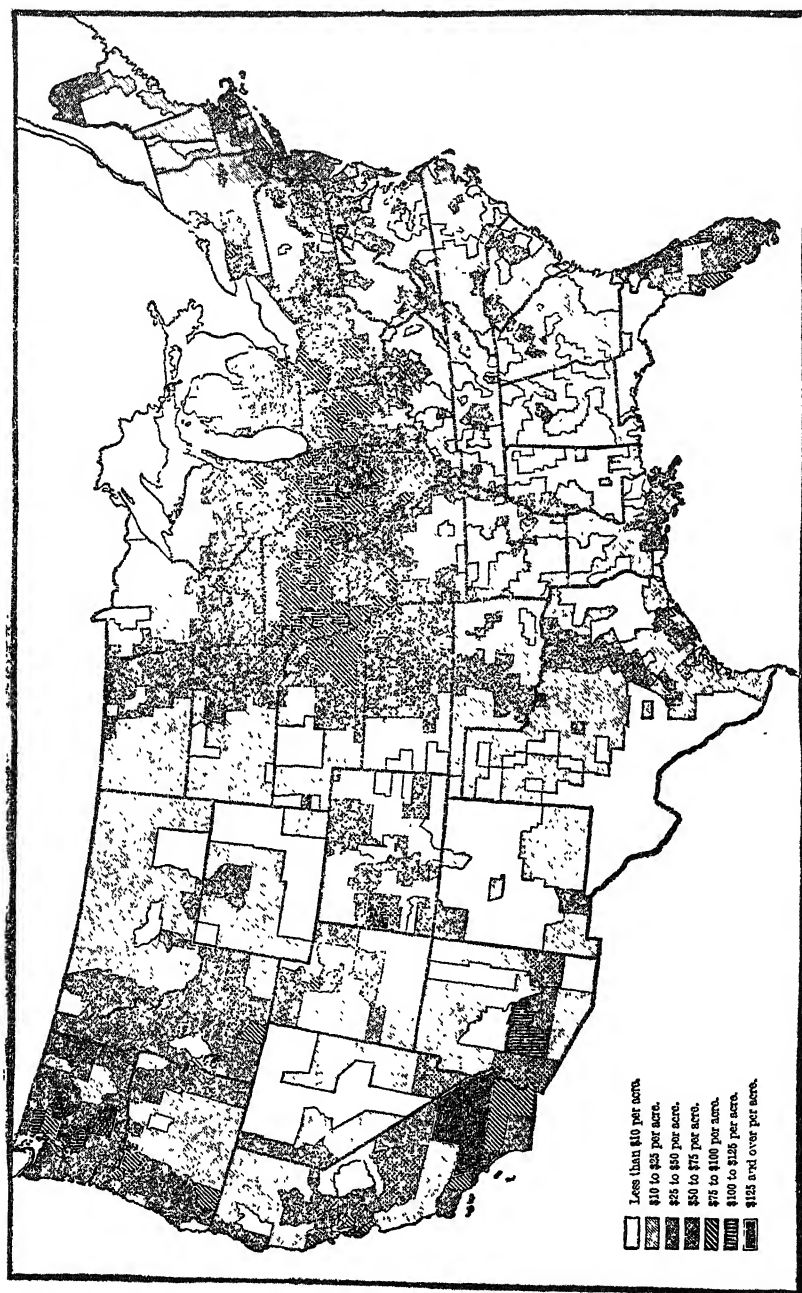 Less than $10 per acre.
$10 to $25 per acre.
$25 to $50 per acre.
$50 to $75 per acre.
$75 to $100 per acre.
$100 to $125 per acre.
$125 and over per acre.